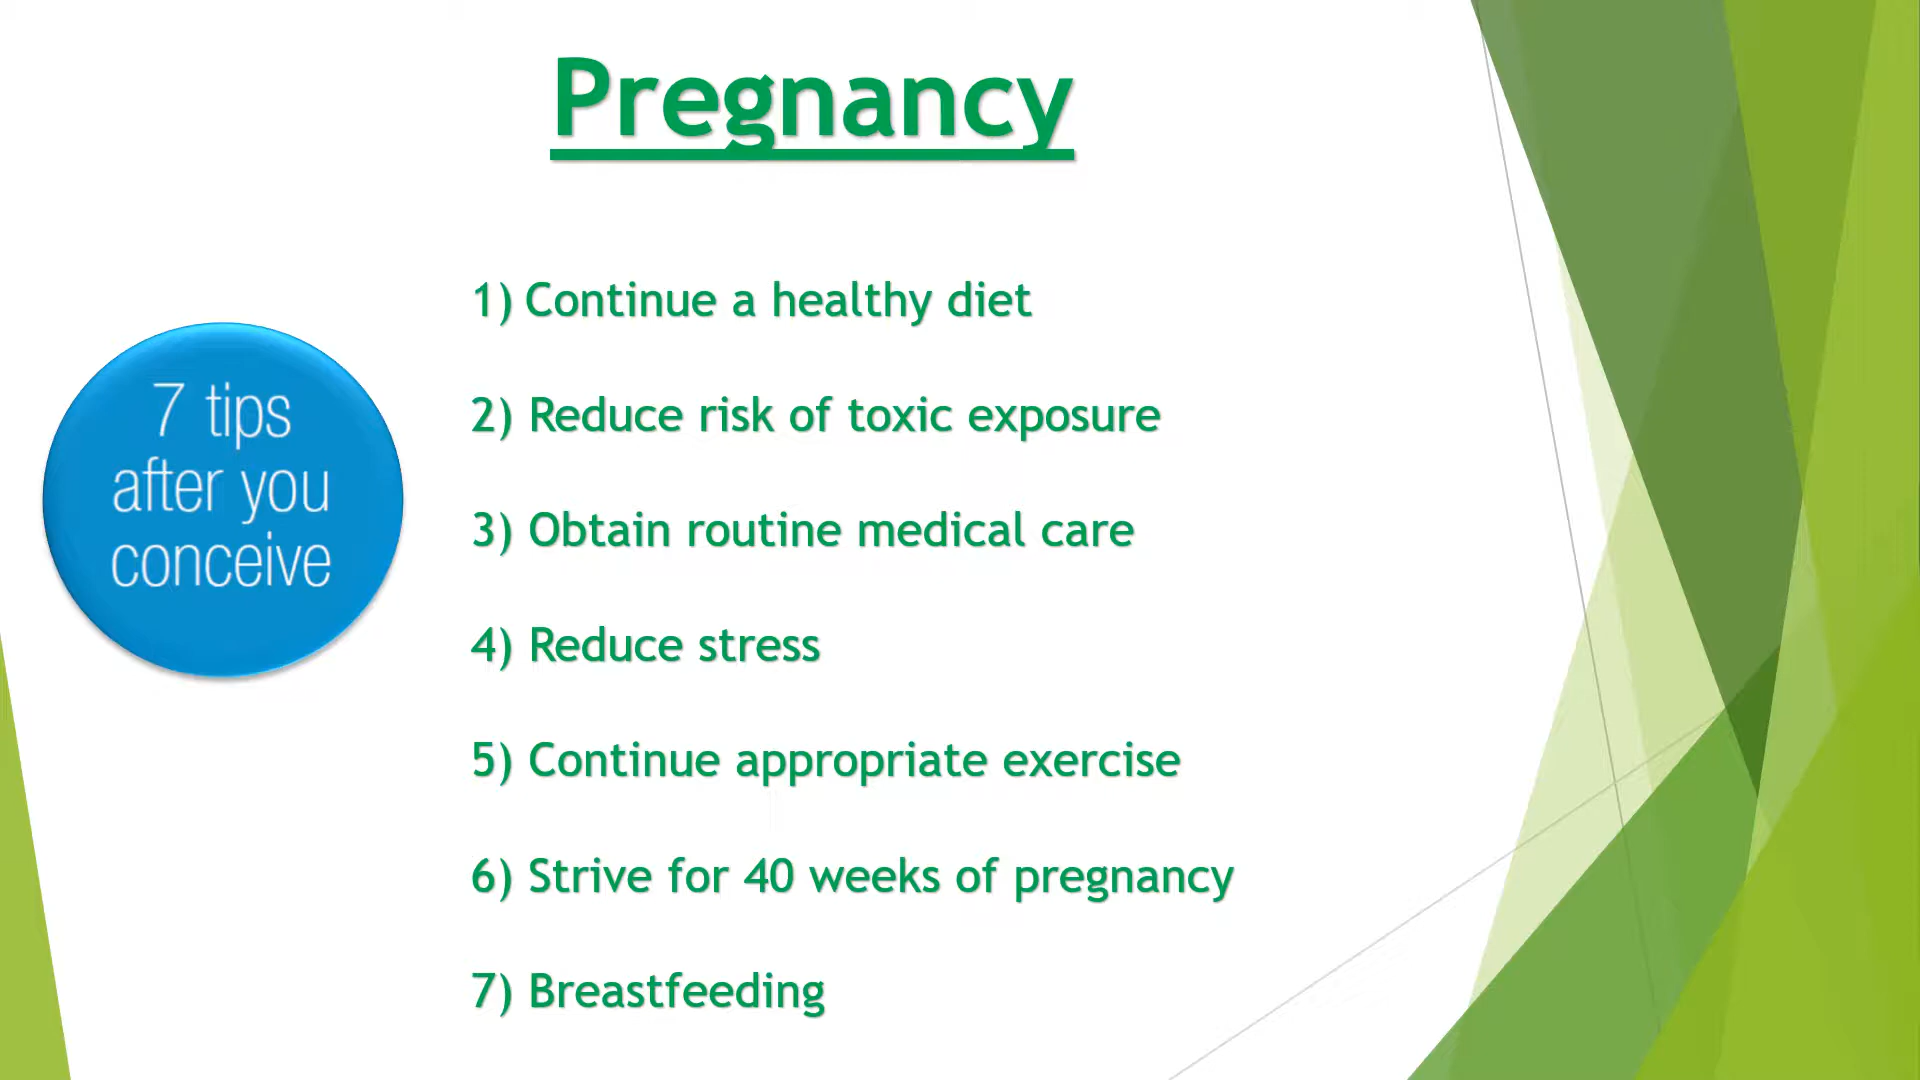 Pregnancy
7 tips
after you
conceive
1) Continue a healthy diet
2) Reduce risk of toxic exposure
3) Obtain routine medical care
4) Reduce stress
5) Continue appropriate exercise
6) Strive for 40 weeks of pregnancy
7) Breastfeeding